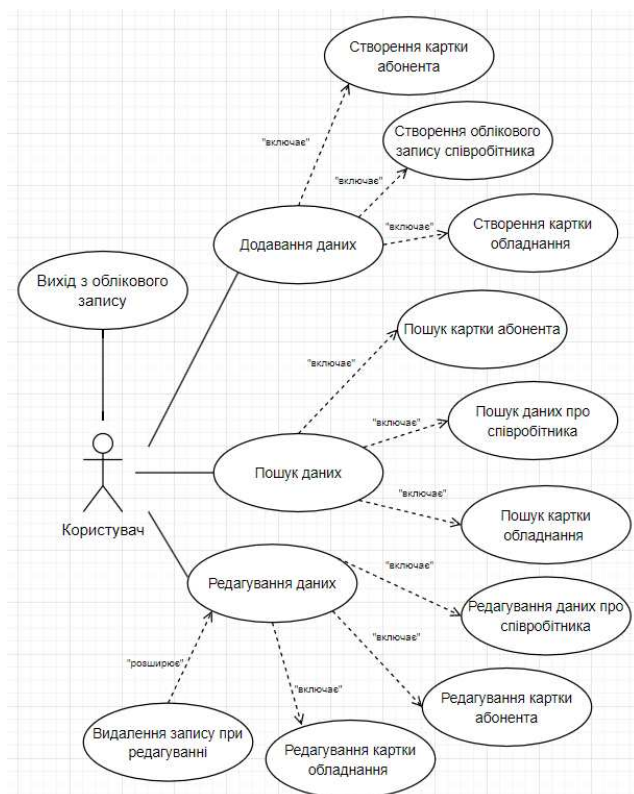 Створення картки
абонента
"включає"
Створення облікового
запису співробітника
"включає"
"включає"
Створення картки
обладнання
Додавання даних
Вихід з облікового
запису
Пошук картки абонента
"включає"
"включає"
Пошук даних про
співробітника
Пошук даних
"включає"
Пошук картки
обладнання
Користувач
"включає"
Редагування даних
Редагування даних про
співробітника
"включає"
"розширює"
"включає"
Редагування картки
абонента
Видалення запису при
редагуванні
Редагування картки
обладнання